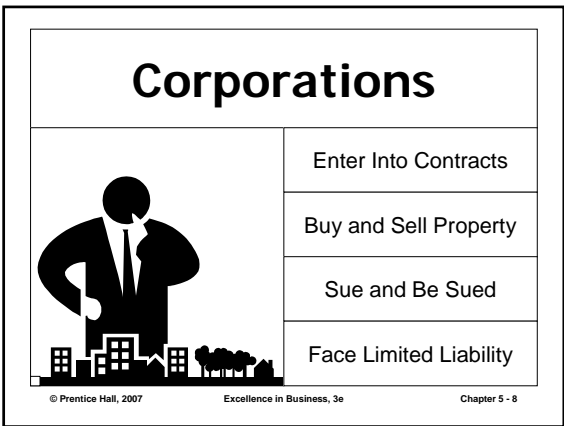 Corporations
Enter Into Contracts
Buy and Sell Property
Sue and Be Sued
Face Limited Liability
© Prentice Hall, 2007 Excellence in Business, 3e Chapter 5 - 8